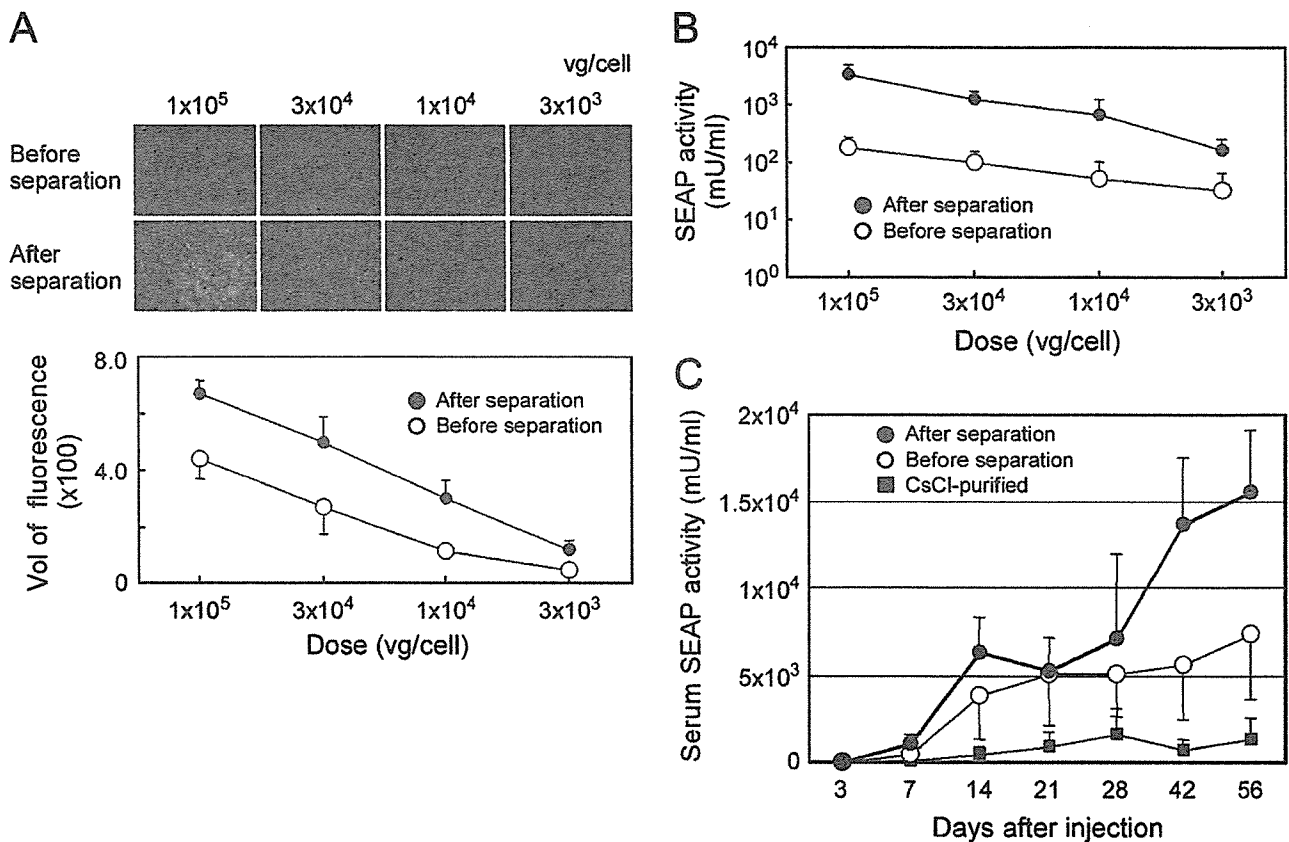 A
vg/cell
1x10⁵ 3x10⁴ 1x10⁴ 3x10³
Before
separation
After
separation
Vol of fluorescence
(x100)
8.0
4.0
0
After separation
Before separation
1x10⁵ 3x10⁴ 1x10⁴ 3x10³
Dose (vg/cell)
B
SEAP activity
(mU/ml)
10⁴
10³
10²
10¹
10⁰
After separation
Before separation
1x10⁵ 3x10⁴ 1x10⁴ 3x10³
Dose (vg/cell)
C
Serum SEAP activity (mU/ml)
2x10⁴
1.5x10⁴
1x10⁴
5x10³
0
After separation
Before separation
CsCl-purified
3 7 14 21 28 42 56
Days after injection